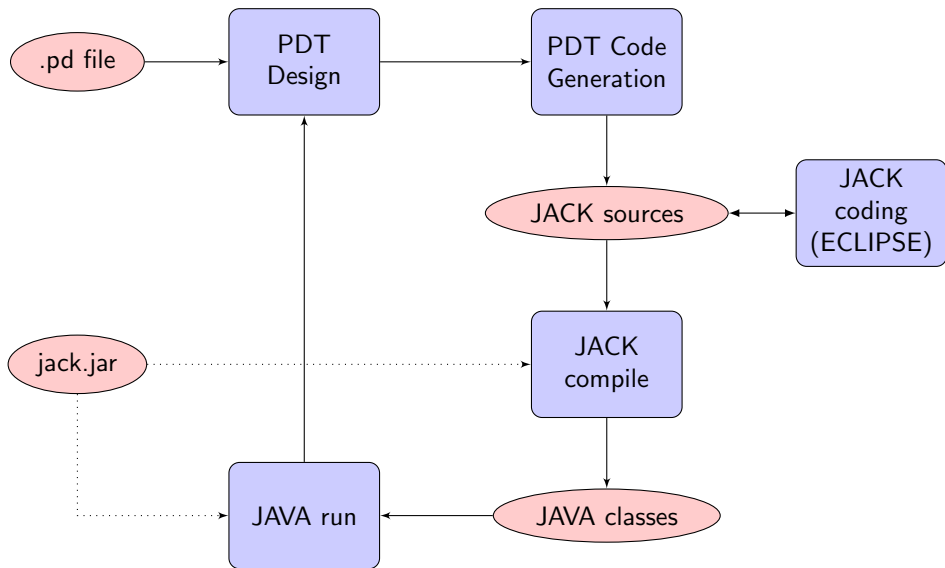 .pd file
PDT
Design
PDT Code
Generation
JACK sources
JACK
coding
(ECLIPSE)
jack.jar
JACK
compile
JAVA run
JAVA classes